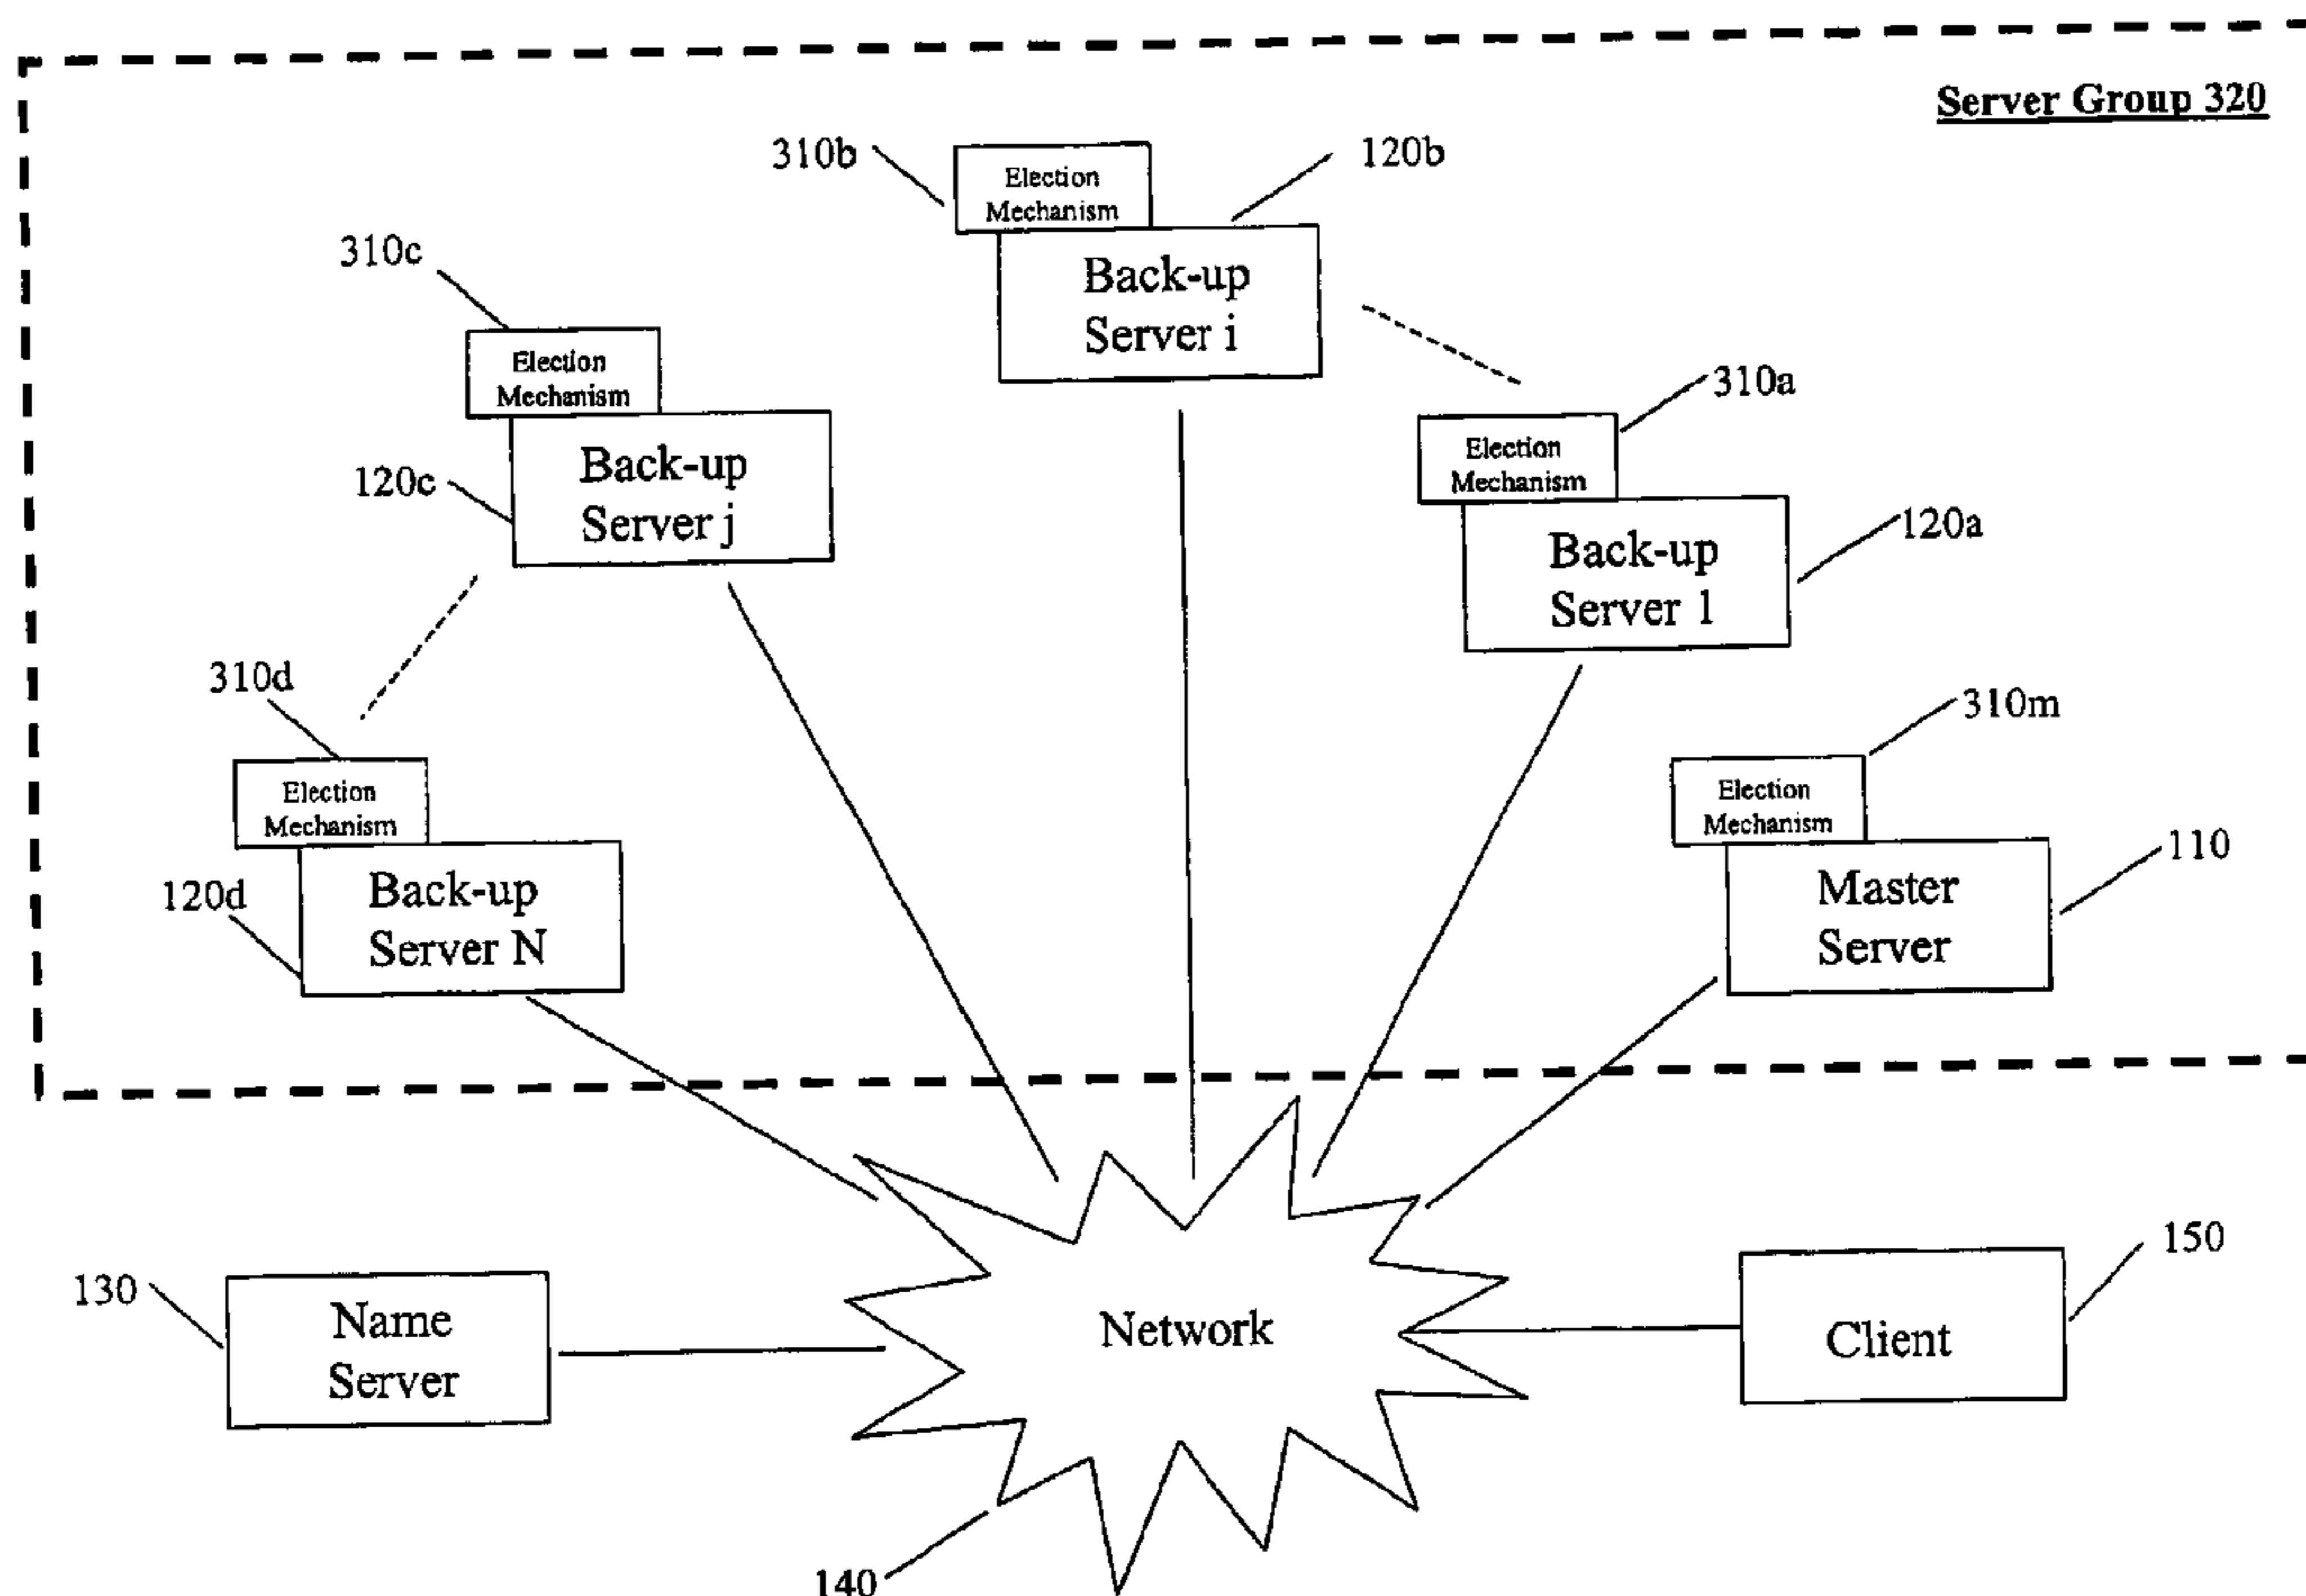 Server Group 320
310b
Election
Mechanism
120b
Back-up
Server i
310c
Election
Mechanism
120c
Back-up
Server j
310a
Election
Mechanism
120a
Back-up
Server 1
310d
Election
Mechanism
120d
Back-up
Server N
310m
Election
Mechanism
110
Master
Server
130
Name
Server
Network
150
Client
140